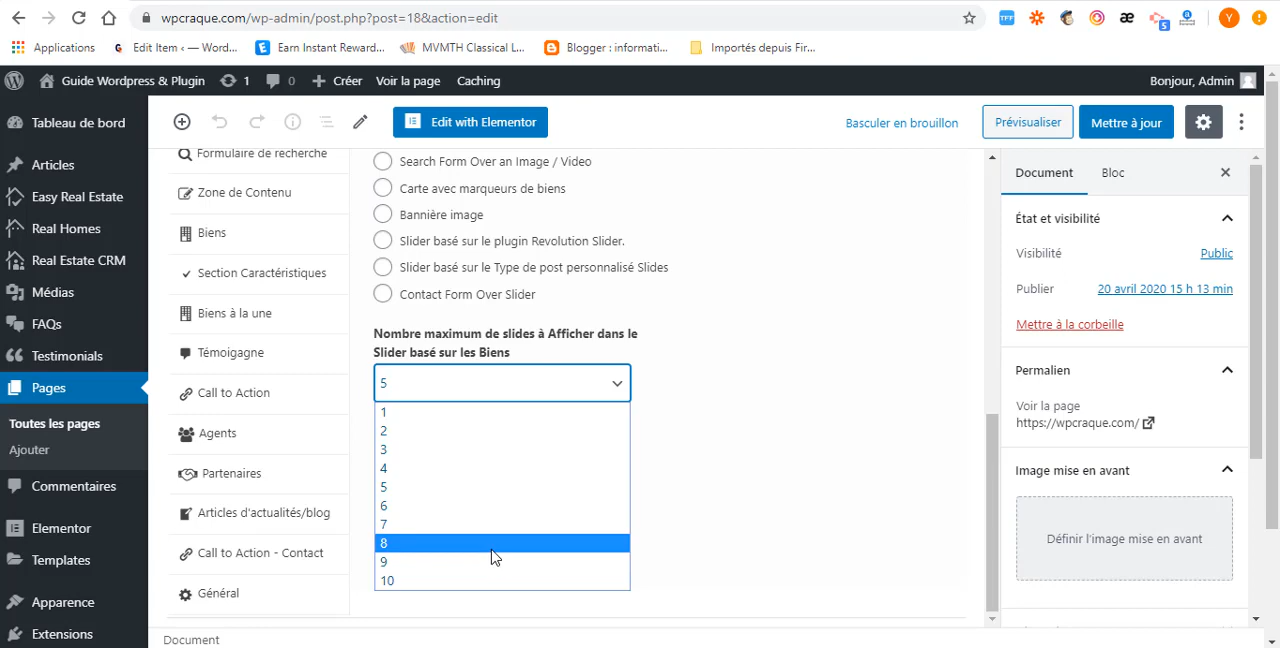 wpcraque.com/wp-admin/post.php?post=18&action=edit
TFF
æ
5
Y
Applications
Edit Item ‹ — Word...
Earn Instant Reward...
MVMTH Classical L...
Blogger : informati...
Importés depuis Fir...
Guide Wordpress & Plugin
1
0
Créer
Voir la page
Caching
Bonjour, Admin
Tableau de bord
Articles
Easy Real Estate
Real Homes
Real Estate CRM
Médias
FAQs
Testimonials
Pages
Toutes les pages
Ajouter
Commentaires
Elementor
Templates
Apparence
Extensions
Edit with Elementor
Basculer en brouillon
Prévisualiser
Mettre à jour
Formulaire de recherche
Zone de Contenu
Biens
Section Caractéristiques
Biens à la une
Témoigagne
Call to Action
Agents
Partenaires
Articles d'actualités/blog
Call to Action - Contact
Général
Search Form Over an Image / Video
Carte avec marqueurs de biens
Bannière image
Slider basé sur le plugin Revolution Slider.
Slider basé sur le Type de post personnalisé Slides
Contact Form Over Slider
Nombre maximum de slides à Afficher dans le
Slider basé sur les Biens
5
1
2
3
4
5
6
7
8
9
10
Document
Document
Bloc
État et visibilité
Visibilité
Public
Publier
20 avril 2020 15 h 13 min
Mettre à la corbeille
Permalien
Voir la page
https://wpcraque.com/
Image mise en avant
Définir l'image mise en avant